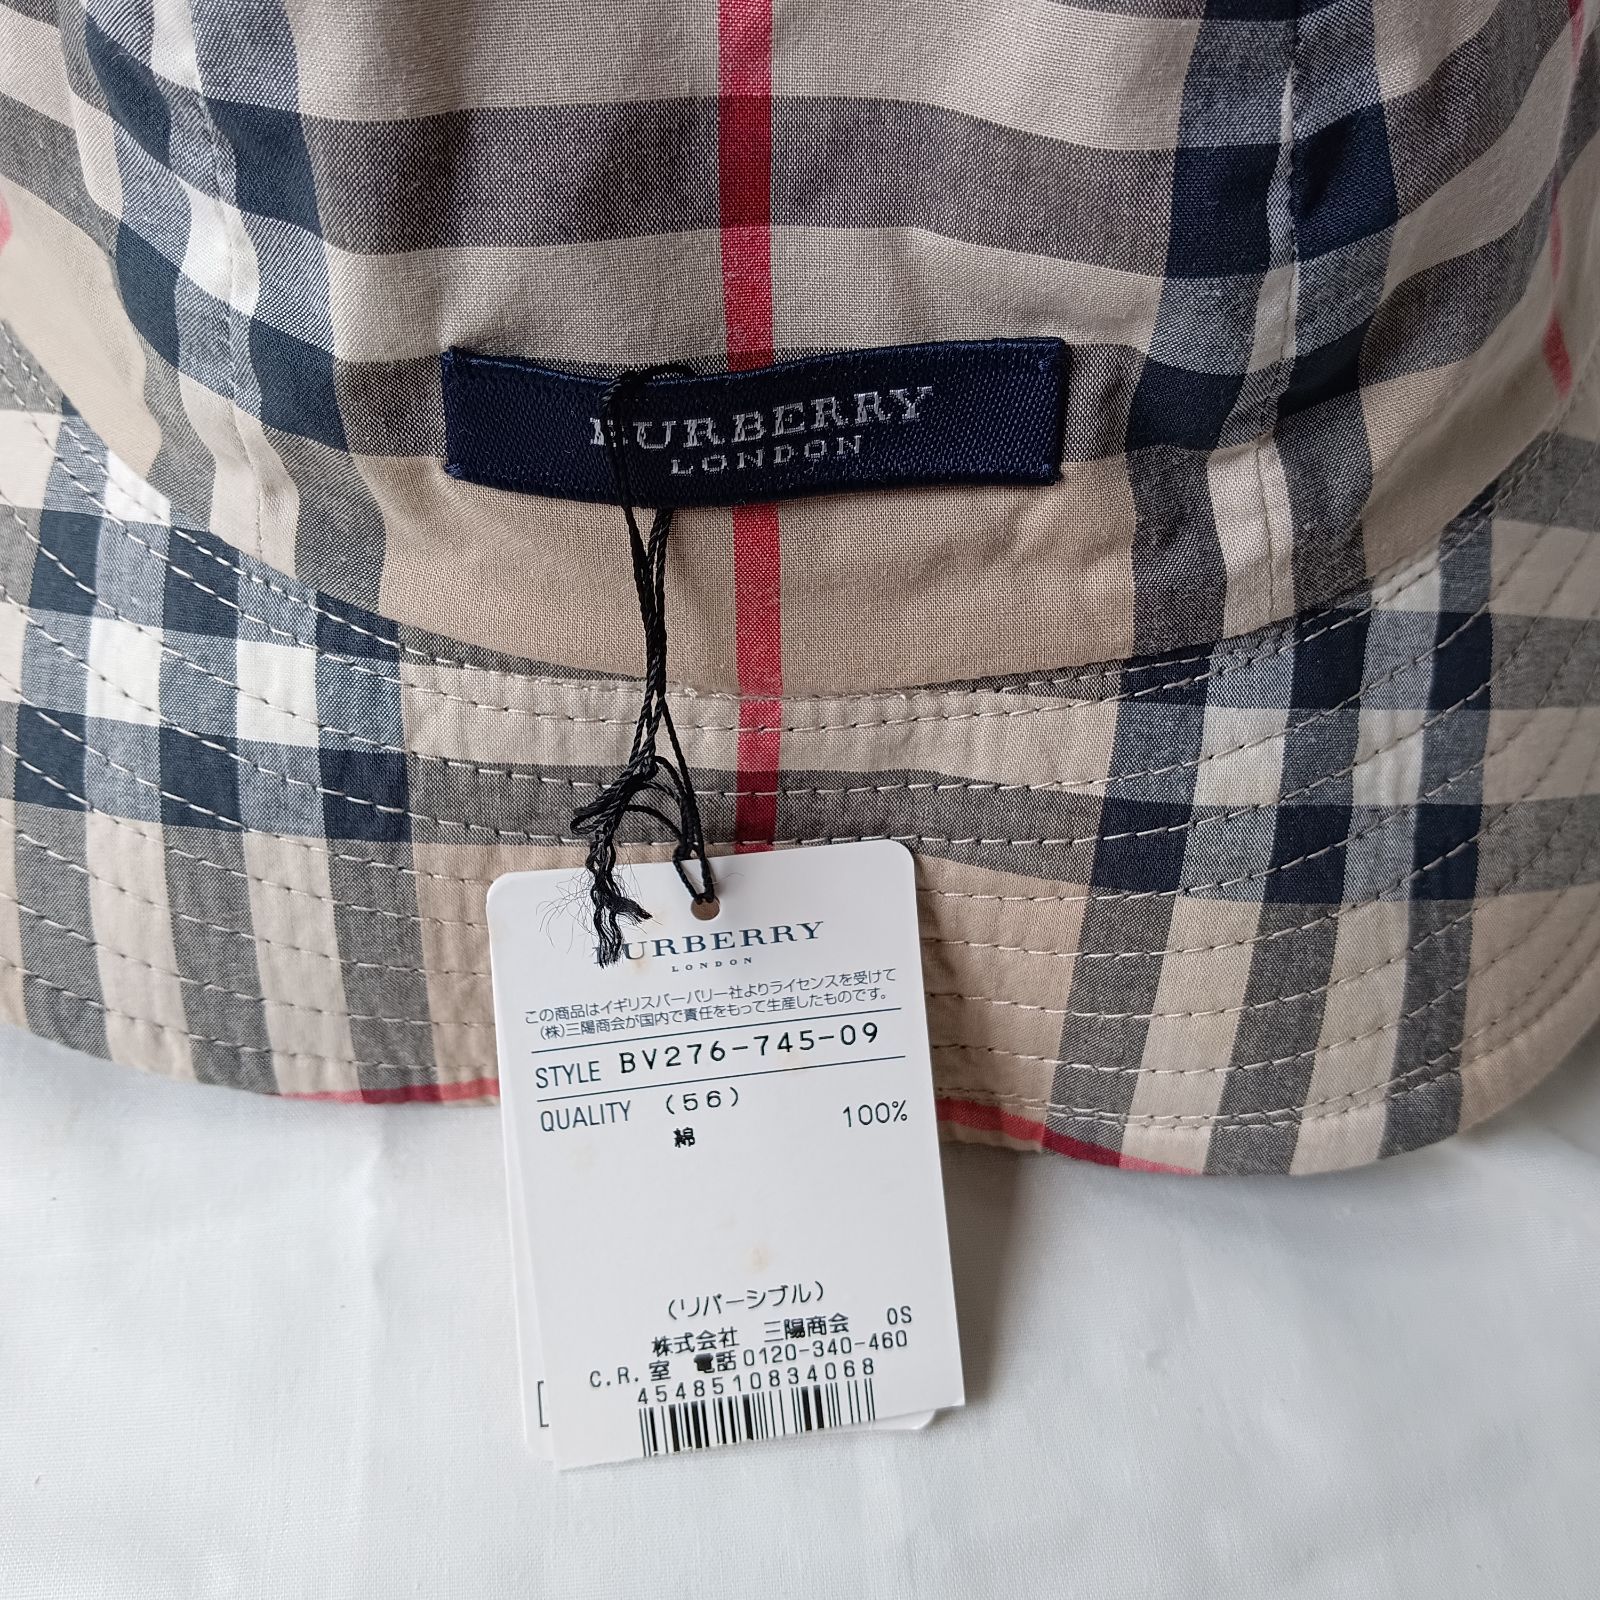 BURBERRY
LONDON
BURBERRY
LONDON
この商品はイギリスバーバリー社よりライセンスを受けて
(株)三陽商会が国内で責任をもって生産したものです。
STYLE BV276-745-09
QUALITY (56)
綿 100%
(リバーシブル)
株式会社 三陽商会 OS
C.R.室 電話0120-340-460
4548510834068